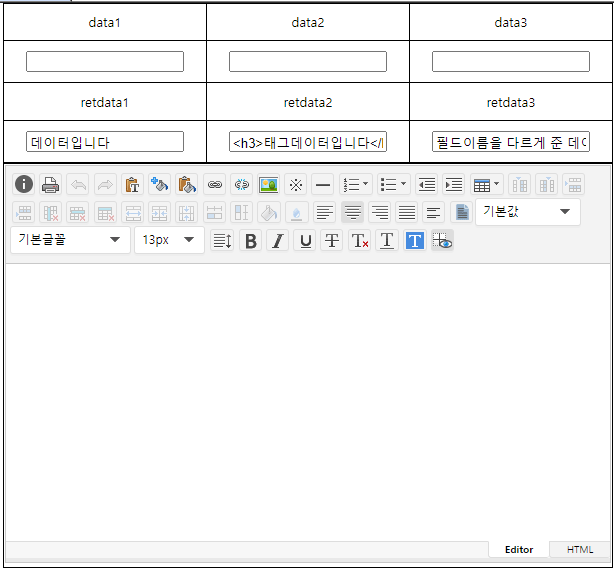 data1 data2 data3
retdata1 retdata2 retdata3
데이터입니다 <h3>태그데이터입니다</ 필드이름을 다르게 준 데
기본값
기본글꼴 13px
B I U T T T T
Editor HTML